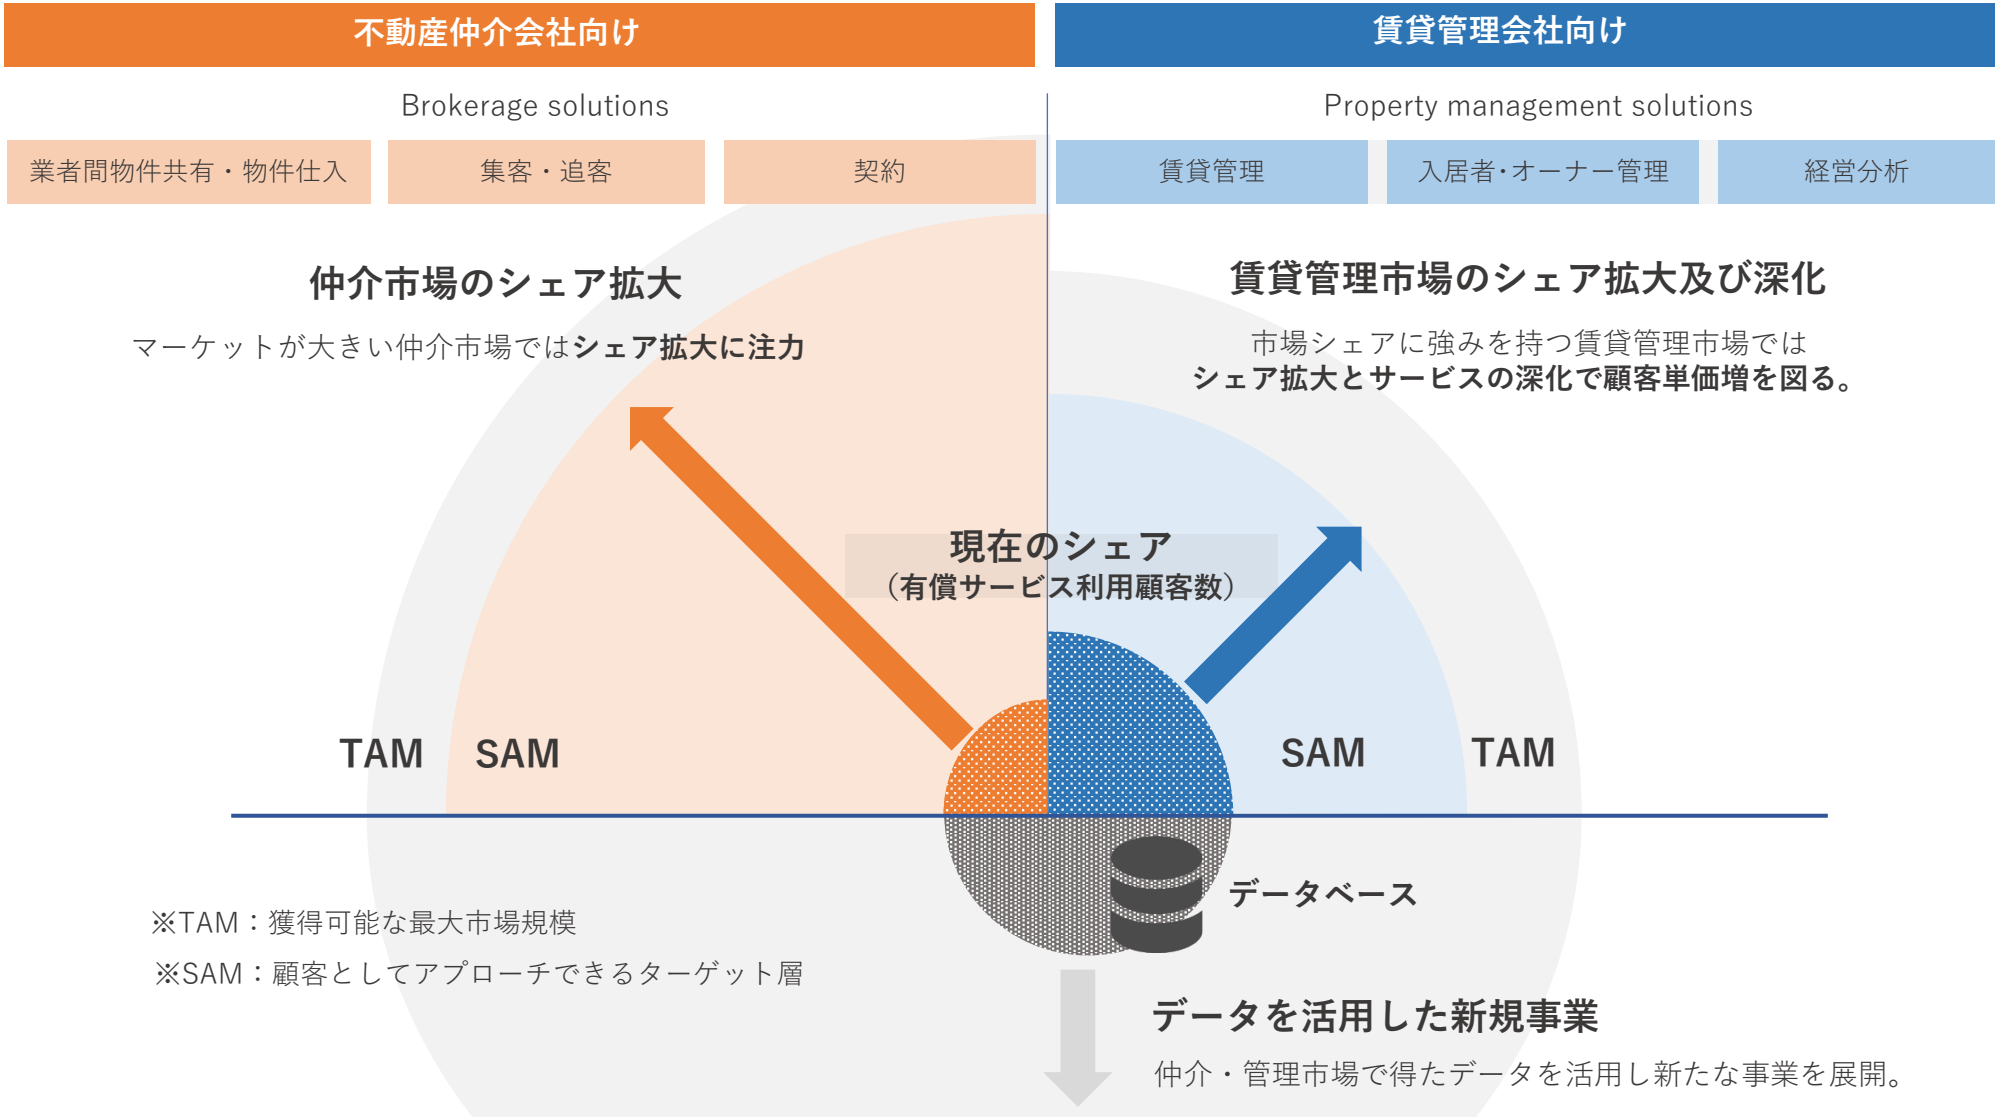 不動産仲介会社向け
賃貸管理会社向け
Brokerage solutions
Property management solutions
業者間物件共有・物件仕入
集客・追客
契約
賃貸管理
入居者・オーナー管理
経営分析
仲介市場のシェア拡大
マーケットが大きい仲介市場ではシェア拡大に注力
賃貸管理市場のシェア拡大及び深化
市場シェアに強みを持つ賃貸管理市場では
シェア拡大とサービスの深化で顧客単価増を図る。
現在のシェア
（有償サービス利用顧客数）
TAM
SAM
SAM
TAM
データベース
※TAM：獲得可能な最大市場規模
※SAM：顧客としてアプローチできるターゲット層
データを活用した新規事業
仲介・管理市場で得たデータを活用し新たな事業を展開。